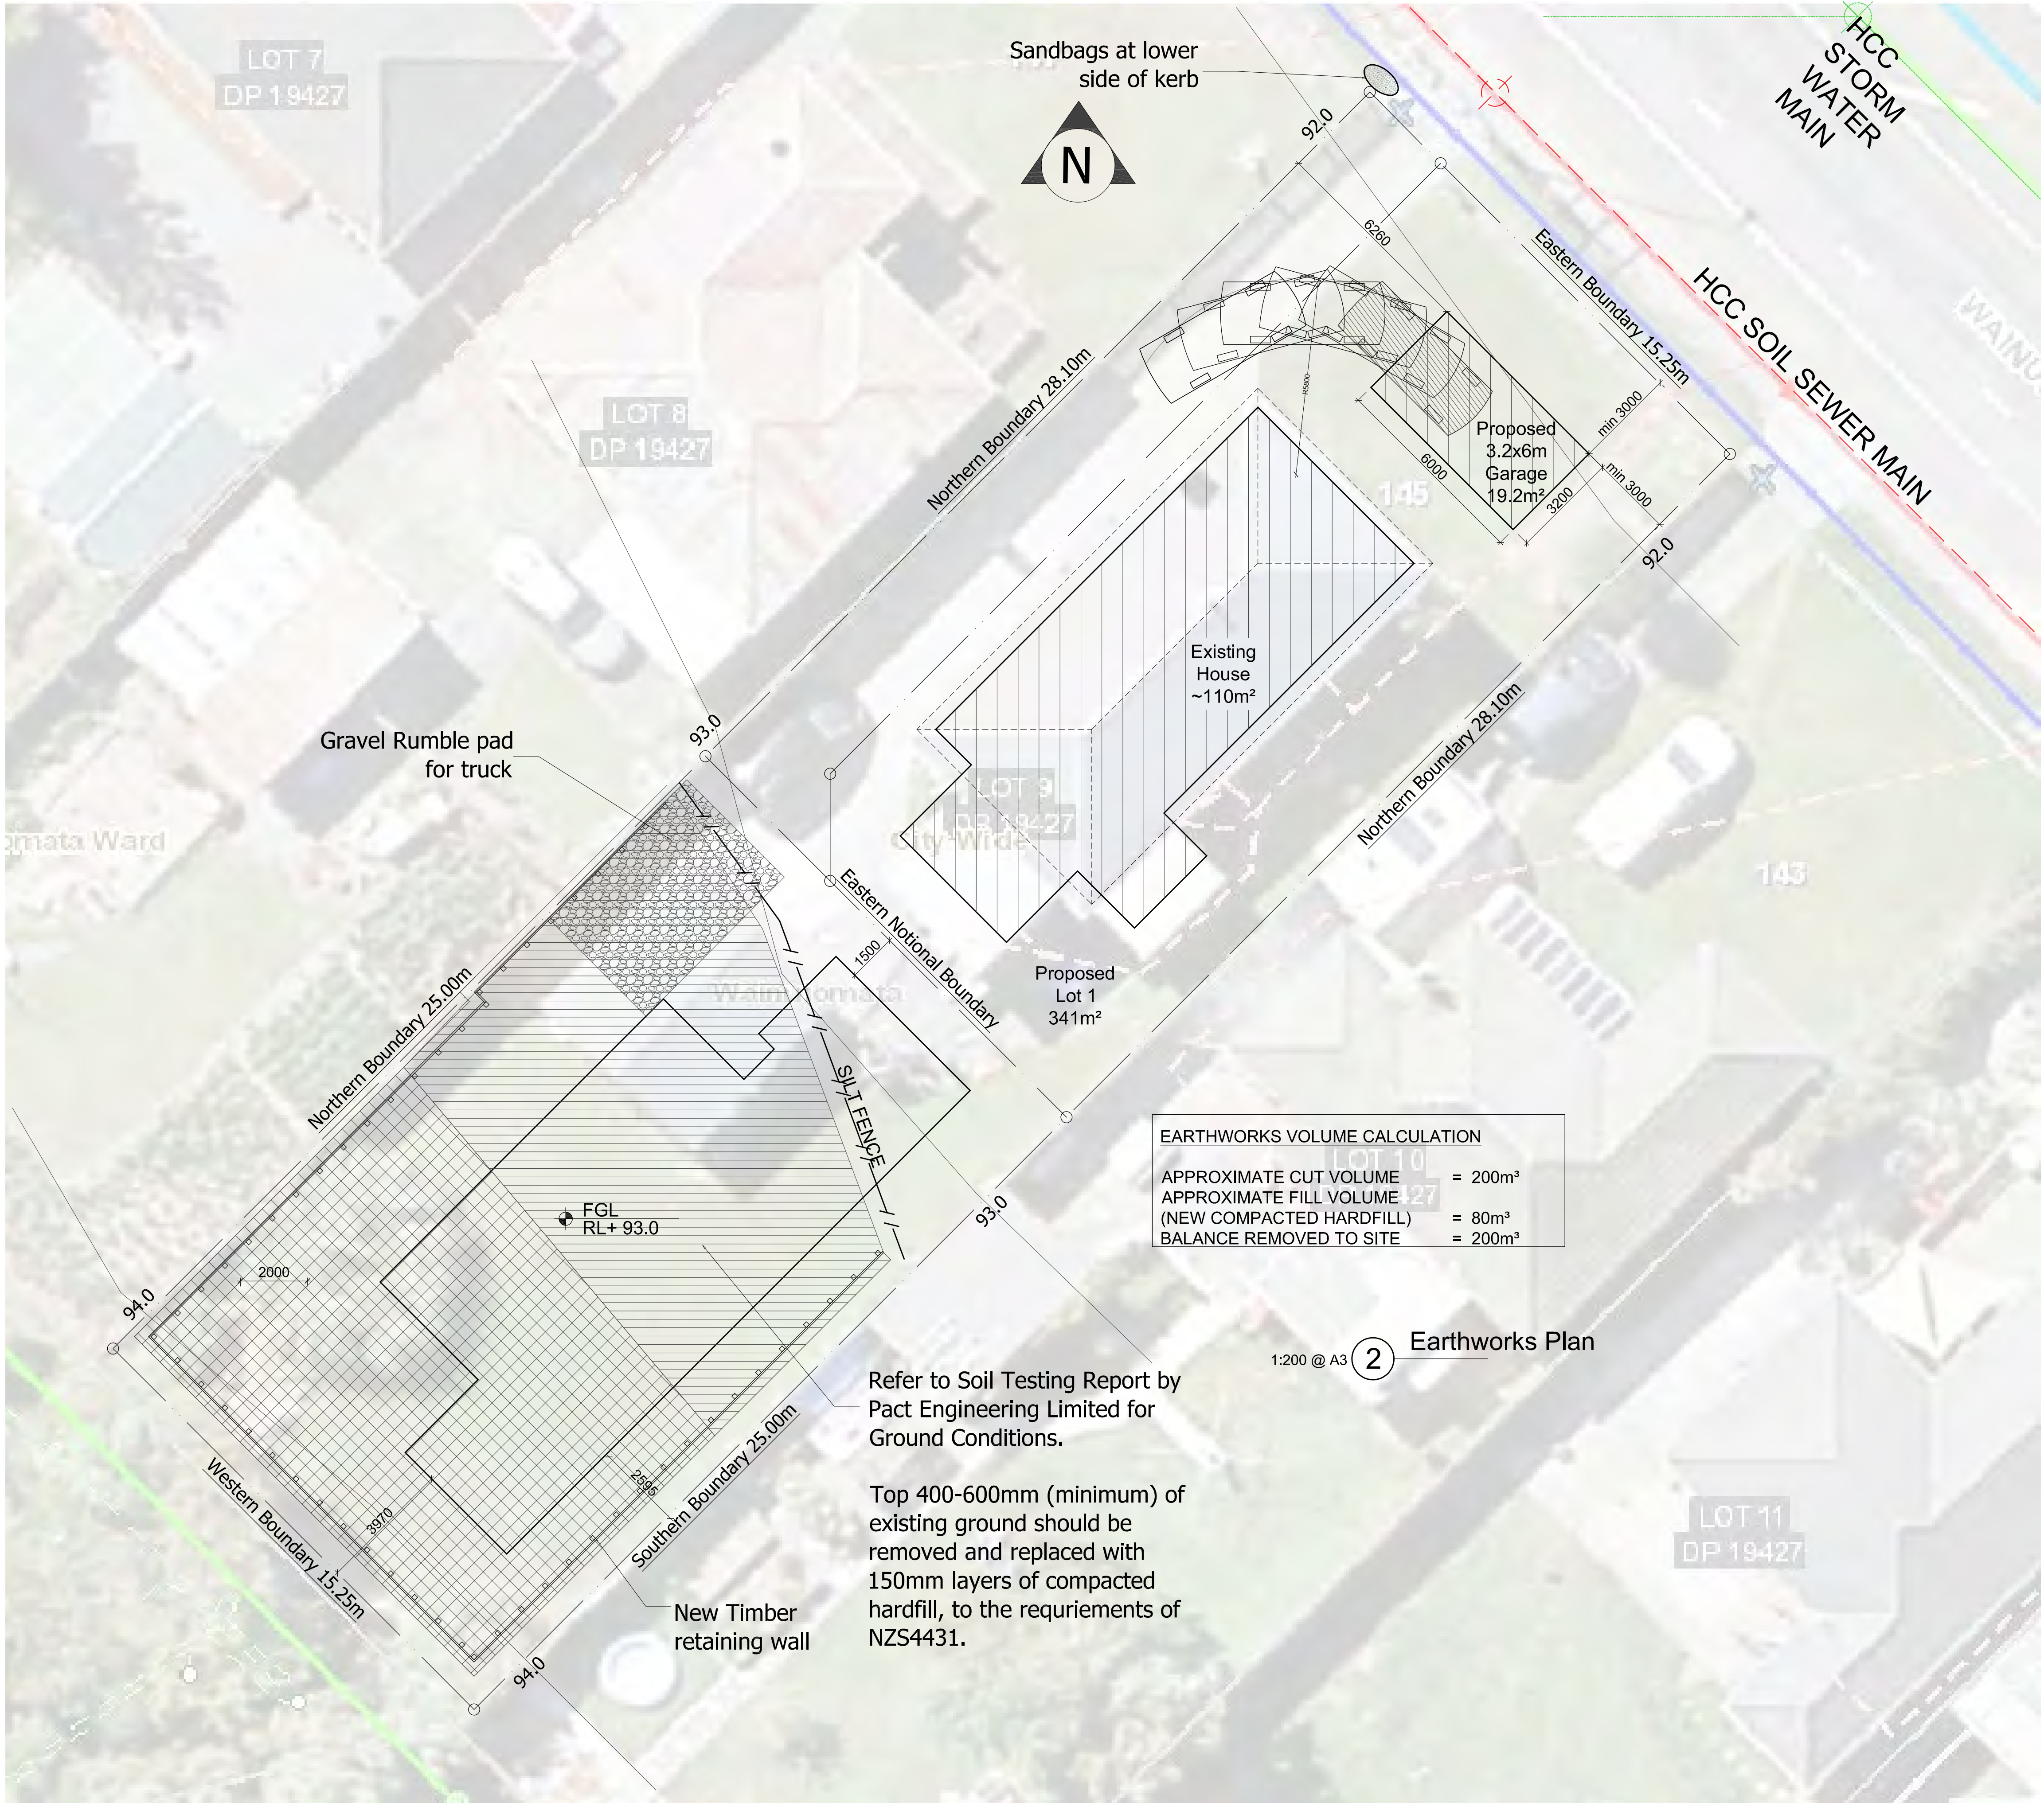 LOT 7
DP 19427
Sandbags at lower
side of kerb
HCC
STORM
WATER
MAIN
N
92.0
6260
Eastern Boundary 15.25m
HCC SOIL SEWER MAIN
Northern Boundary 28.10m
LOT 8
DP 19427
R5800
min 3000
Proposed
3.2x6m
Garage
19.2m²
6000
3200
min 3000
145
92.0
Existing
House
~110m²
Gravel Rumble pad
for truck
93.0
Northern Boundary 28.10m
LOT 9
DP 19427
City-Wide
omata Ward
143
Eastern Notional Boundary
1500
Proposed
Lot 1
341m²
Northern Boundary 25.00m
SILT FENCE
FGL
RL+ 93.0
93.0
EARTHWORKS VOLUME CALCULATION
LOT 10
APPROXIMATE CUT VOLUME = 200m³
APPROXIMATE FILL VOLUME
(NEW COMPACTED HARDFILL) = 80m³
BALANCE REMOVED TO SITE = 200m³
2000
94.0
1:200 @ A3
2
Earthworks Plan
Refer to Soil Testing Report by
Pact Engineering Limited for
Ground Conditions.
Top 400-600mm (minimum) of
existing ground should be
removed and replaced with
150mm layers of compacted
hardfill, to the requriements of
NZS4431.
2595
Southern Boundary 25.00m
3970
Western Boundary 15.25m
New Timber
retaining wall
94.0
LOT 11
DP 19427